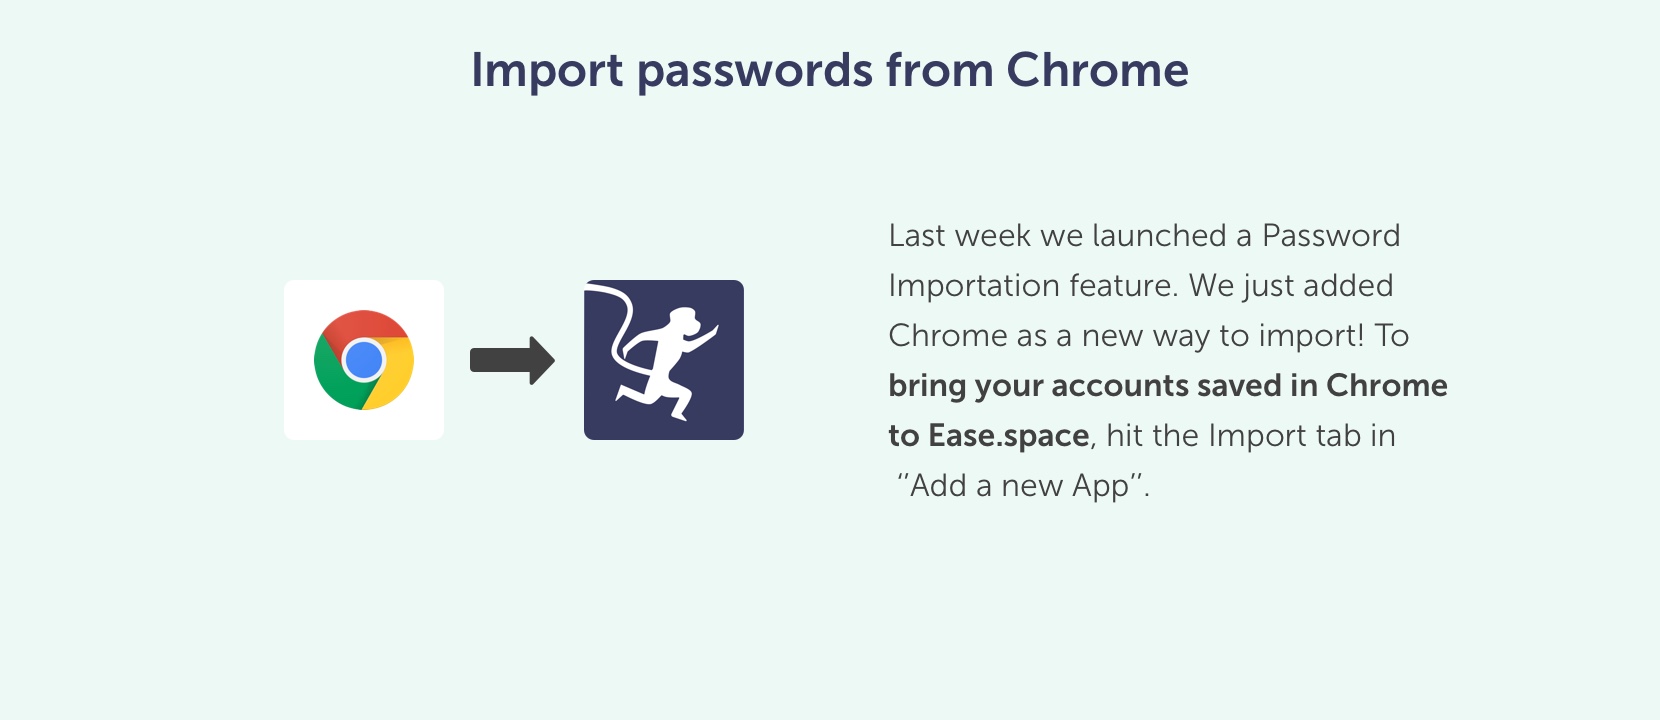 Import passwords from Chrome
Last week we launched a Password
Importation feature. We just added
Chrome as a new way to import! To
bring your accounts saved in Chrome
to Ease.space, hit the Import tab in
’’Add a new App’’.